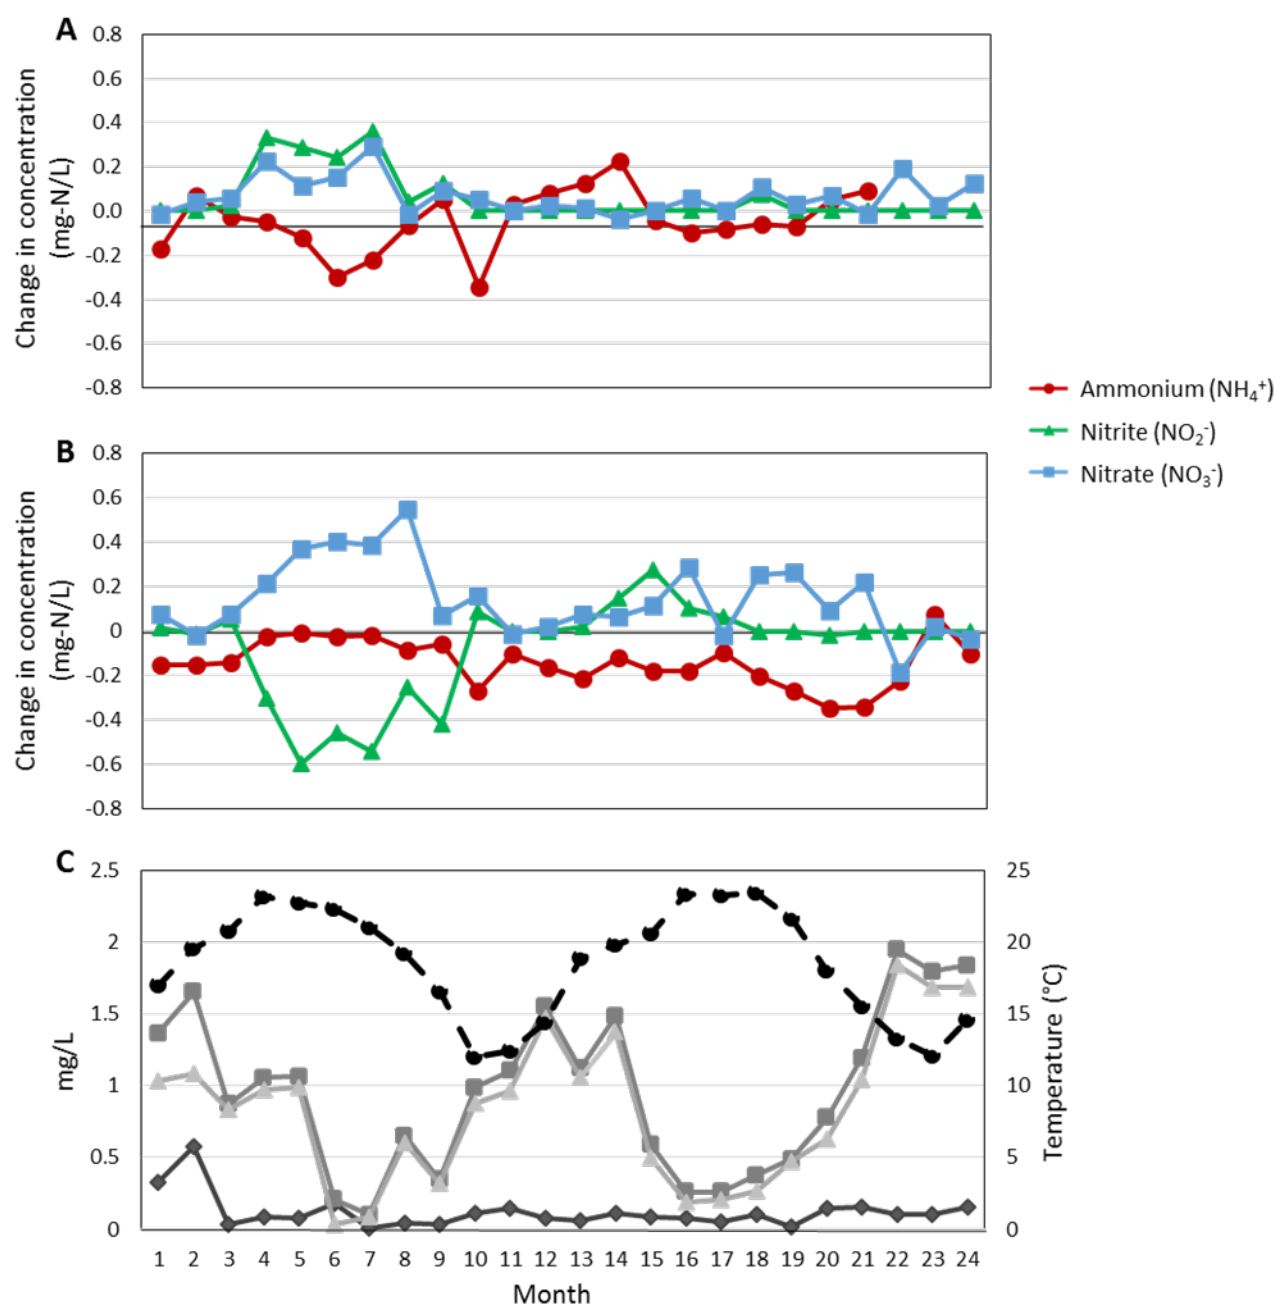 A
0.8
0.6
0.4
0.2
0.0
-0.2
-0.4
-0.6
-0.8
Change in concentration
(mg-N/L)
Ammonium (NH₄⁺)
Nitrite (NO₂⁻)
Nitrate (NO₃⁻)
B
0.8
0.6
0.4
0.2
0
-0.2
-0.4
-0.6
-0.8
Change in concentration
(mg-N/L)
C
2.5
2
1.5
1
0.5
0
mg/L
25
20
15
10
5
0
Temperature (°C)
1 2 3 4 5 6 7 8 9 10 11 12 13 14 15 16 17 18 19 20 21 22 23 24
Month